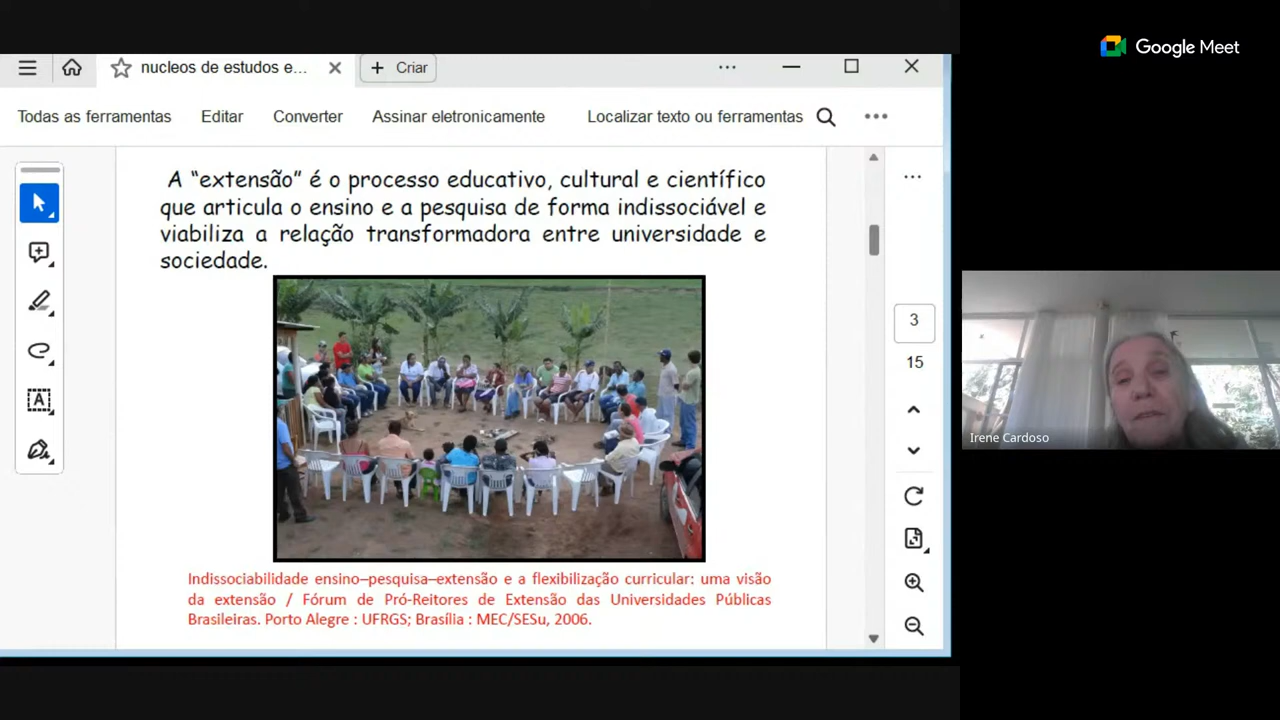 Google Meet
nucleos de estudos e...
Criar
Todas as ferramentas
Editar
Converter
Assinar eletronicamente
Localizar texto ou ferramentas
A “extensão” é o processo educativo, cultural e científico
que articula o ensino e a pesquisa de forma indissociável e
viabiliza a relação transformadora entre universidade e
sociedade.
3
15
Irene Cardoso
Indissociabilidade ensino–pesquisa–extensão e a flexibilização curricular: uma visão
da extensão / Fórum de Pró-Reitores de Extensão das Universidades Públicas
Brasileiras. Porto Alegre : UFRGS; Brasília : MEC/SESu, 2006.